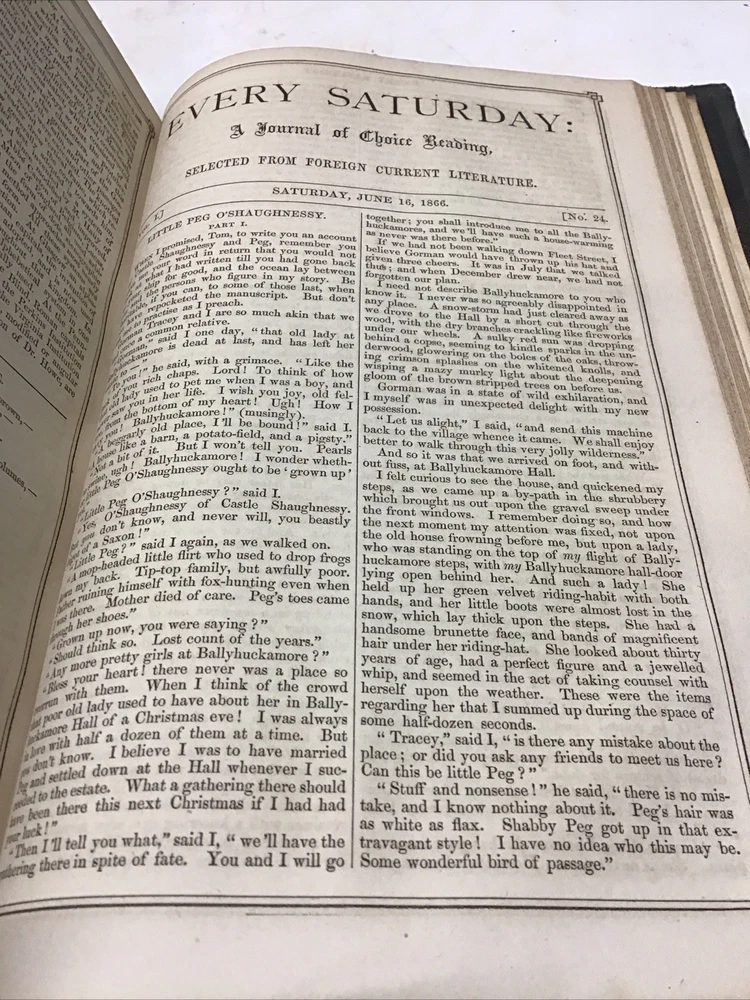 EVERY SATURDAY:
A Journal of Choice Reading,
SELECTED FROM FOREIGN CURRENT LITERATURE.
SATURDAY, JUNE 16, 1866.
[No. 24.
LITTLE PEG O'SHAUGHNESSY.
PART I.
I promised, Tom, to write you an account
Shaughnessy and Peg, remember you
your word in return that you would not
what I had written till you had gone back
ship for good, and the ocean lay between
the persons who figure in my story. Be
if you can, to some of those last, when
repocketed the manuscript. But don't
to practise as I preach.
Tracey and I are so much akin that we
a common relative.
said I one day, "that old lady at
is dead at last, and has left her
he said, with a grimace. "Like the
you rich chaps. Lord! To think of how
lady used to pet me when I was a boy, and
saw you in her life. I wish you joy, old fel-
from the bottom of my heart! Ugh! How I
Ballyhuckamore!" (musingly).
beggarly old place, I'll be bound!" said I.
house like a barn, a potato-field, and a pigsty."
"Not a bit of it. But I won't tell you. Pearls
ugh! Ballyhuckamore! I wonder wheth-
little Peg O'Shaughnessy ought to be 'grown up'
"Little Peg O'Shaughnessy?" said I.
"Yes, O'Shaughnessy of Castle Shaughnessy.
you don't know, and never will, you beastly
of a Saxon!"
"Little Peg?" said I again, as we walked on.
"A mop-headed little flirt who used to drop frogs
down my back. Tip-top family, but awfully poor.
Father ruining himself with fox-hunting even when
I was there. Mother died of care. Peg's toes came
through her shoes."
"Grown up now, you were saying?"
"Should think so. Lost count of the years."
"Any more pretty girls at Ballyhuckamore?"
"Bless your heart! there never was a place so
overrun with them. When I think of the crowd
that poor old lady used to have about her in Bally-
huckamore Hall of a Christmas eve! I was always
in love with half a dozen of them at a time. But
you don't know. I believe I was to have married
Peg and settled down at the Hall whenever I suc-
ceeded to the estate. What a gathering there should
have been there this next Christmas if I had had
your luck!"
"Then I'll tell you what," said I, "we'll have the
gathering there in spite of fate. You and I will go
together; you shall introduce me to all the Bally-
huckamores, and we'll have such a house-warming
as never was there before."
If we had not been walking down Fleet Street, I
believe Gorman would have thrown up his hat and
given three cheers. It was in July that we talked
thus; and when December drew near, we had not
forgotten our plan.
I need not describe Ballyhuckamore to you who
know it. I never was so agreeably disappointed in
any place. A snow-storm had just cleared away as
we drove to the Hall by a short cut through the
wood, with the dry branches crackling like fireworks
under our wheels. A sulky red sun was dropping
behind a copse, seeming to kindle sparks in the un-
derwood, glowering on the boles of the oaks, throw-
ing crimson splashes on the whitened knolls, and
wisping a mazy murky light about the deepening
gloom of the brown stripped trees on before us.
Gorman was in a state of wild exhilaration, and
I myself was in unexpected delight with my new
possession.
"Let us alight," I said, "and send this machine
back to the village whence it came. We shall enjoy
better to walk through this very jolly wilderness."
And so it was that we arrived on foot, and with-
out fuss, at Ballyhuckamore Hall.
I felt curious to see the house, and quickened my
steps, as we came up a by-path in the shrubbery
which brought us out upon the gravel sweep under
the front windows. I remember doing so, and how
the next moment my attention was fixed, not upon
the old house frowning before me, but upon a lady,
who was standing on the top of my flight of Bally-
huckamore steps, with my Ballyhuckamore hall-door
lying open behind her. And such a lady! She
held up her green velvet riding-habit with both
hands, and her little boots were almost lost in the
snow, which lay thick upon the steps. She had a
handsome brunette face, and bands of magnificent
hair under her riding-hat. She looked about thirty
years of age, had a perfect figure and a jewelled
whip, and seemed in the act of taking counsel with
herself upon the weather. These were the items
regarding her that I summed up during the space of
some half-dozen seconds.
"Tracey," said I, "is there any mistake about the
place; or did you ask any friends to meet us here?
Can this be little Peg?"
"Stuff and nonsense!" he said, "there is no mis-
take, and I know nothing about it. Peg's hair was
as white as flax. Shabby Peg got up in that ex-
travagant style! I have no idea who this may be.
Some wonderful bird of passage."